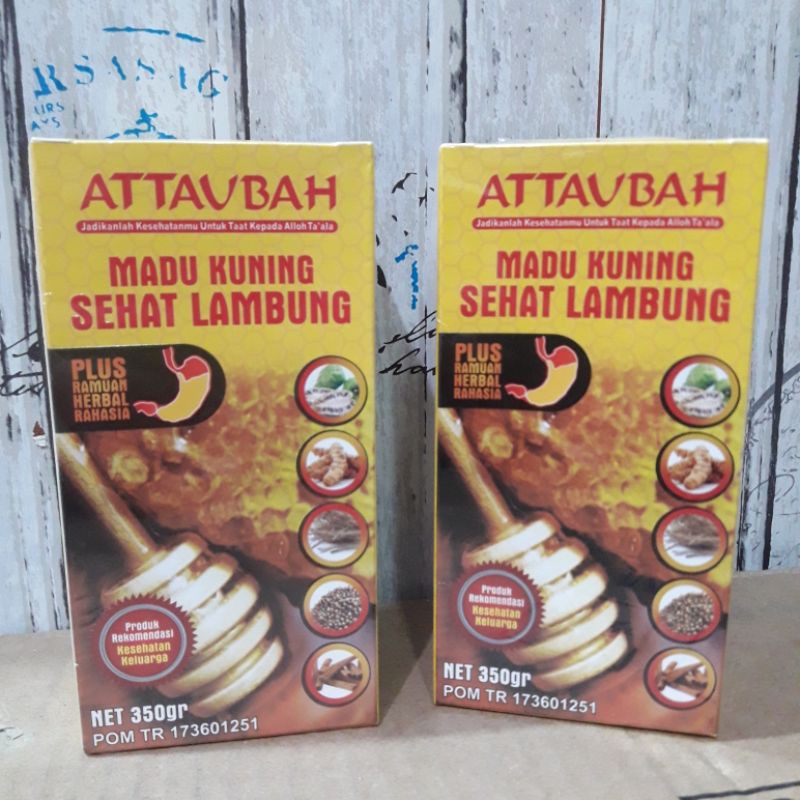 ATTAUBAH
Jadikanlah Kesehatanmu Untuk Taat Kepada Alloh Ta'ala
MADU KUNING
SEHAT LAMBUNG
PLUS
RAMUAN
HERBAL
RAHASIA
Produk
Rekomendasi
Kesehatan
Keluarga
NET 350gr
POM TR 173601251
ATTAUBAH
Jadikanlah Kesehatanmu Untuk Taat Kepada Alloh Ta'ala
MADU KUNING
SEHAT LAMBUNG
PLUS
RAMUAN
HERBAL
RAHASIA
Produk
Rekomendasi
Kesehatan
Keluarga
NET 350gr
POM TR 173601251